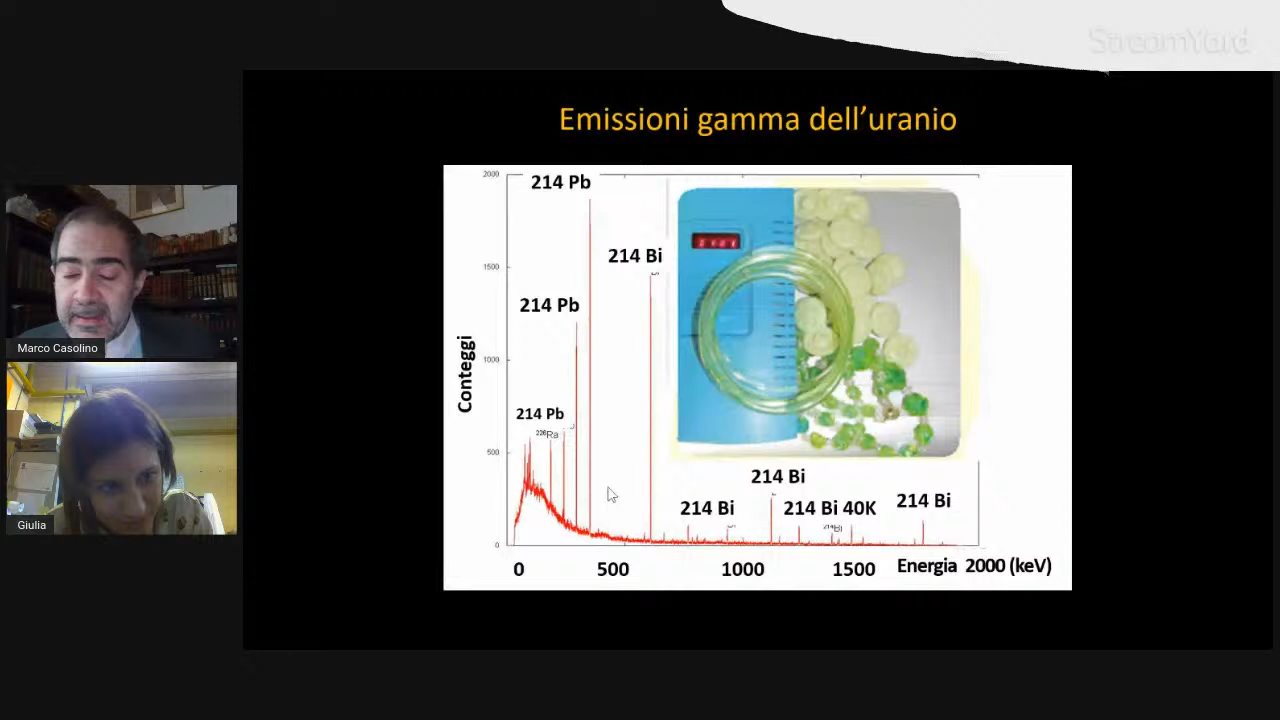 StreamYard
Emissioni gamma dell’uranio
2000
214 Pb
1500
214 Bi
214 Pb
1000
Conteggi
214 Pb
226Ra
500
214 Bi
214 Bi
214 Bi 40K
214 Bi
214Bi
0
0 500 1000 1500 Energia 2000 (keV)
Marco Casolino
Giulia